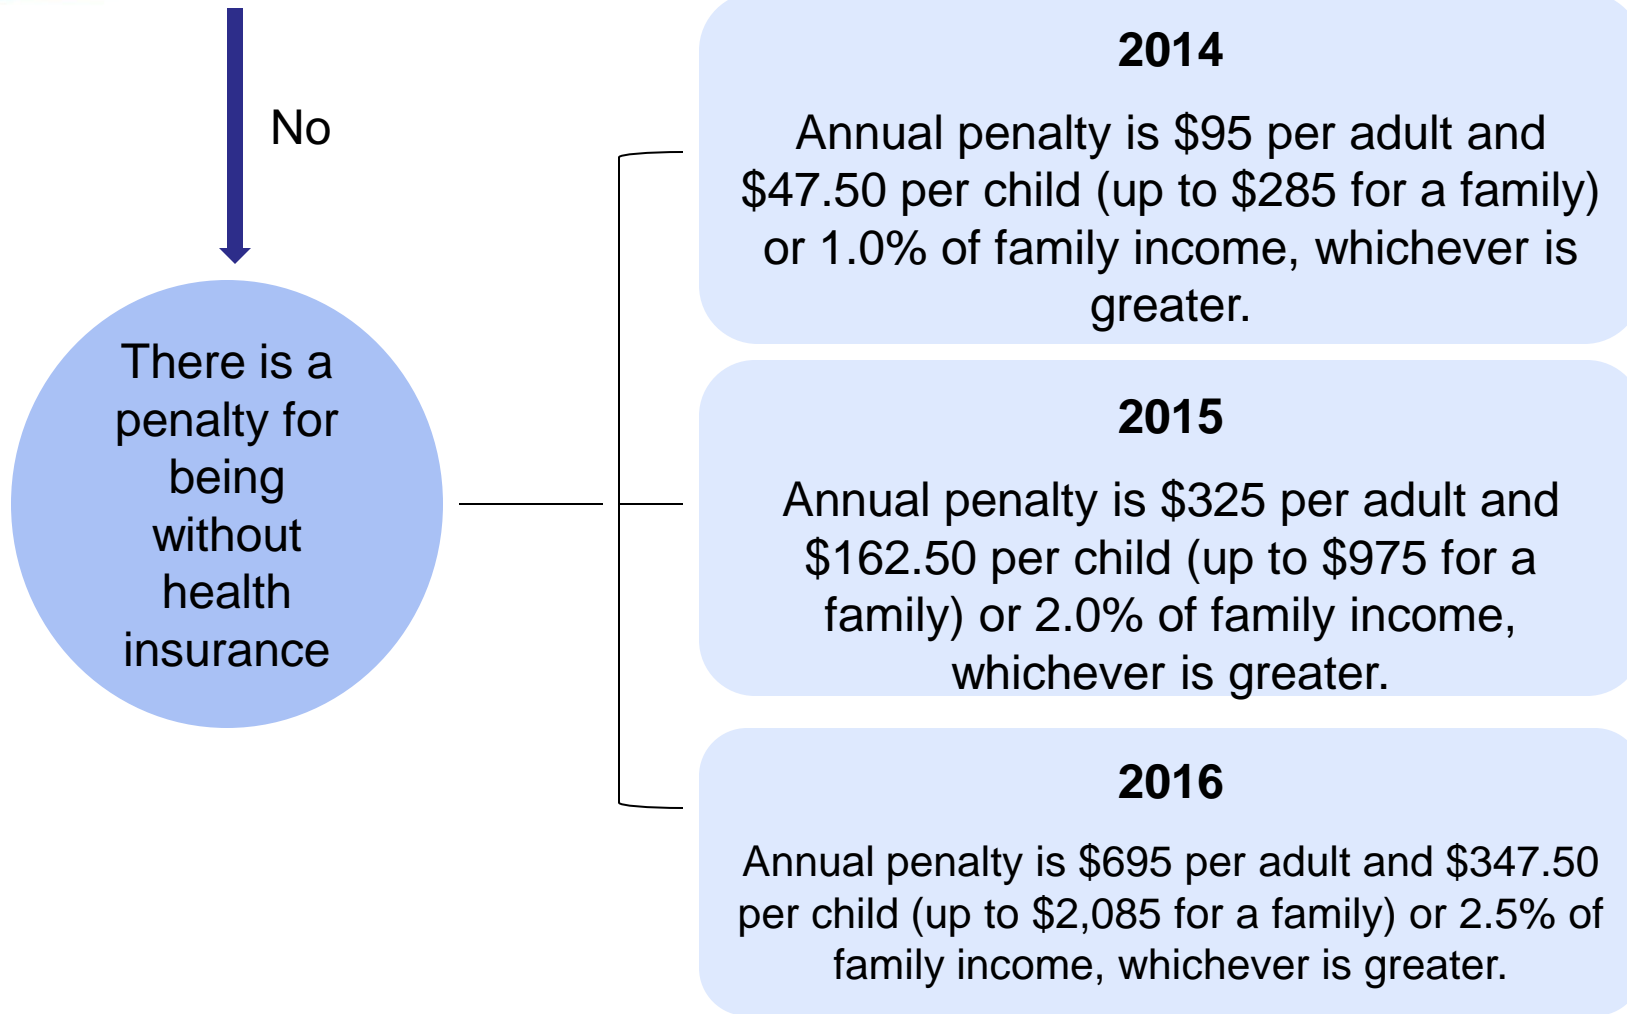 No
There is a
penalty for
being
without
health
insurance
2014
Annual penalty is $95 per adult and
$47.50 per child (up to $285 for a family)
or 1.0% of family income, whichever is
greater.
2015
Annual penalty is $325 per adult and
$162.50 per child (up to $975 for a
family) or 2.0% of family income,
whichever is greater.
2016
Annual penalty is $695 per adult and $347.50
per child (up to $2,085 for a family) or 2.5% of
family income, whichever is greater.